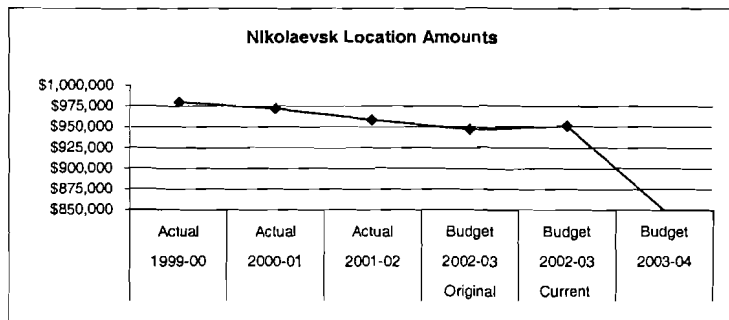 Nikolaevsk Location Amounts
$1,000,000
$975,000
$950,000
$925,000
$900,000
$875,000
$850,000
Actual Actual Actual Budget Budget Budget
1999-00 2000-01 2001-02 2002-03 2002-03 2003-04
Original Current